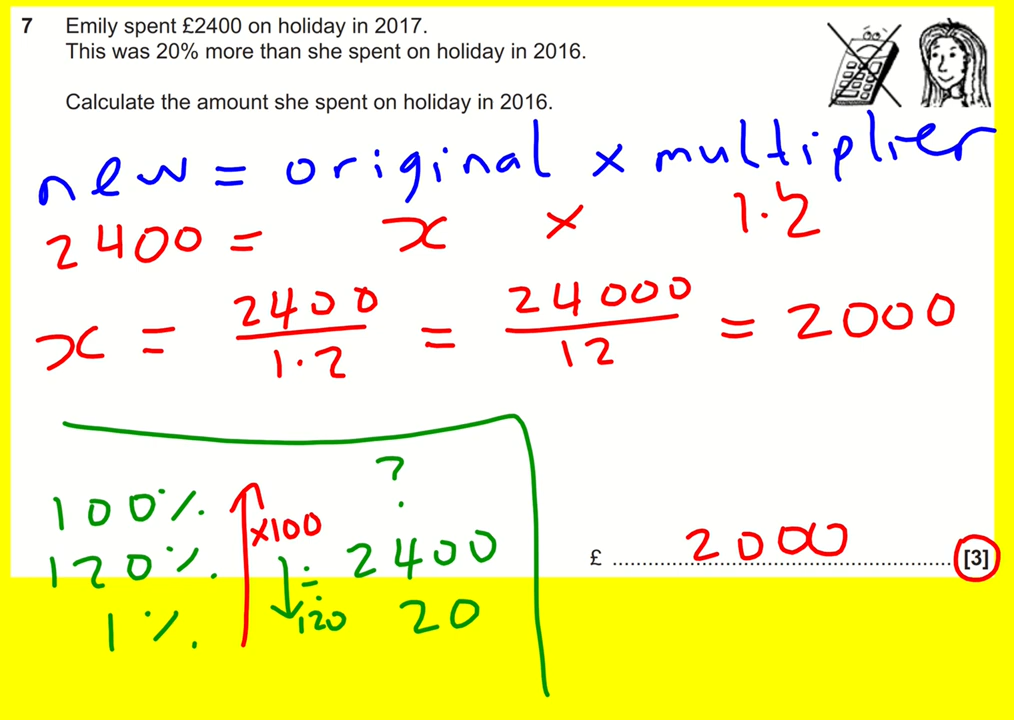 7 Emily spent £2400 on holiday in 2017.
This was 20% more than she spent on holiday in 2016.
Calculate the amount she spent on holiday in 2016.
new = original × multiplier
2400 = x × 1.2
x = 2400/1.2 = 24000/12 = 2000
100% ?
×100
120% 2400
÷120
1% 20
£ 2000 [3]